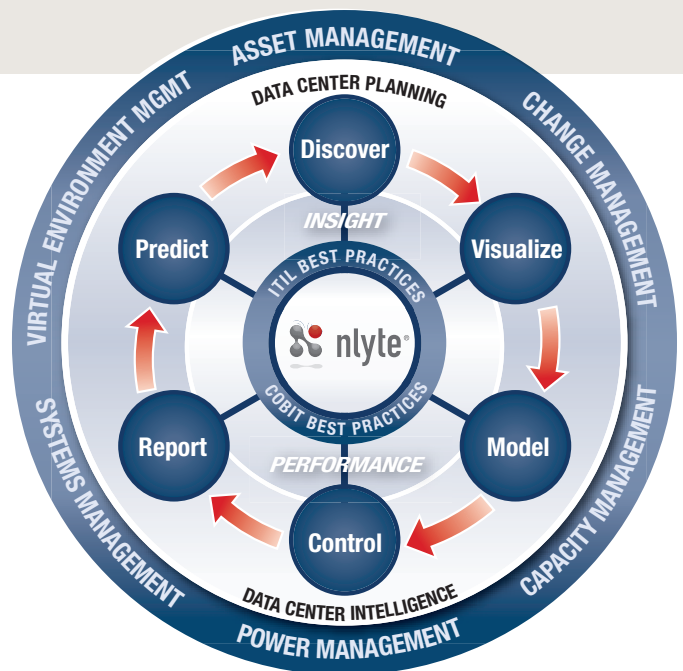 ASSET MANAGEMENT
CHANGE MANAGEMENT
CAPACITY MANAGEMENT
POWER MANAGEMENT
SYSTEMS MANAGEMENT
VIRTUAL ENVIRONMENT MGMT
DATA CENTER PLANNING
Discover
Visualize
Model
Control
Report
Predict
INSIGHT
ITIL BEST PRACTICES
nlyte®
COBIT BEST PRACTICES
PERFORMANCE
DATA CENTER INTELLIGENCE